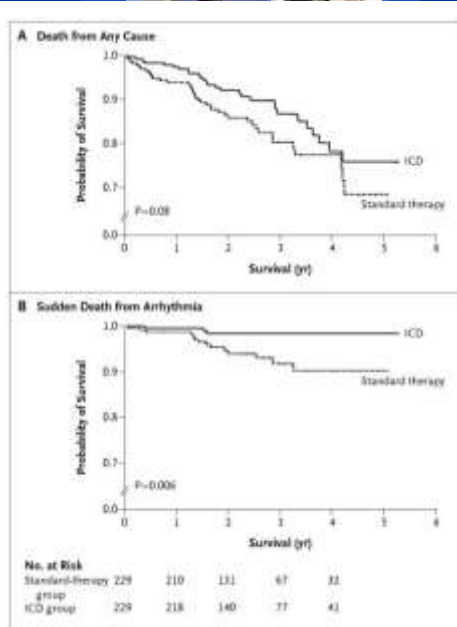 A Death from Any Cause
1.0
0.9
0.8
0.7
0.0
Probability of Survival
P=0.08
ICD
Standard therapy
0 1 2 3 4 5 6
Survival (yr)
B Sudden Death from Arrhythmia
1.0
0.9
0.8
0.7
0.0
Probability of Survival
P=0.006
ICD
Standard therapy
0 1 2 3 4 5 6
Survival (yr)
No. at Risk
Standard-therapy 229 210 131 67 32
group
ICD group 229 218 140 77 41